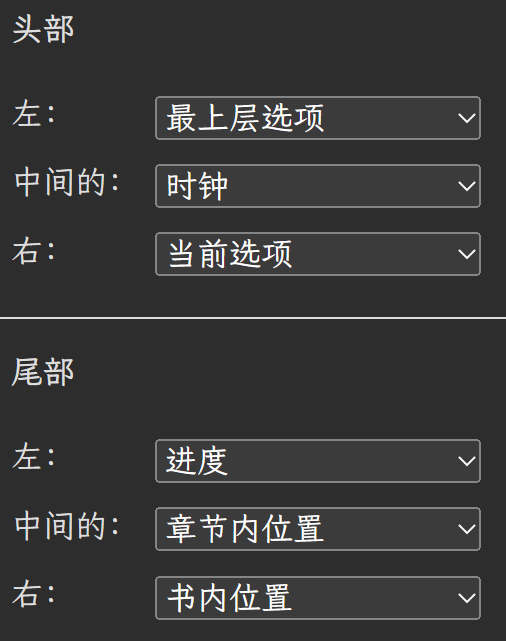 头部
左: 最上层选项
中间的: 时钟
右: 当前选项
尾部
左: 进度
中间的: 章节内位置
右: 书内位置